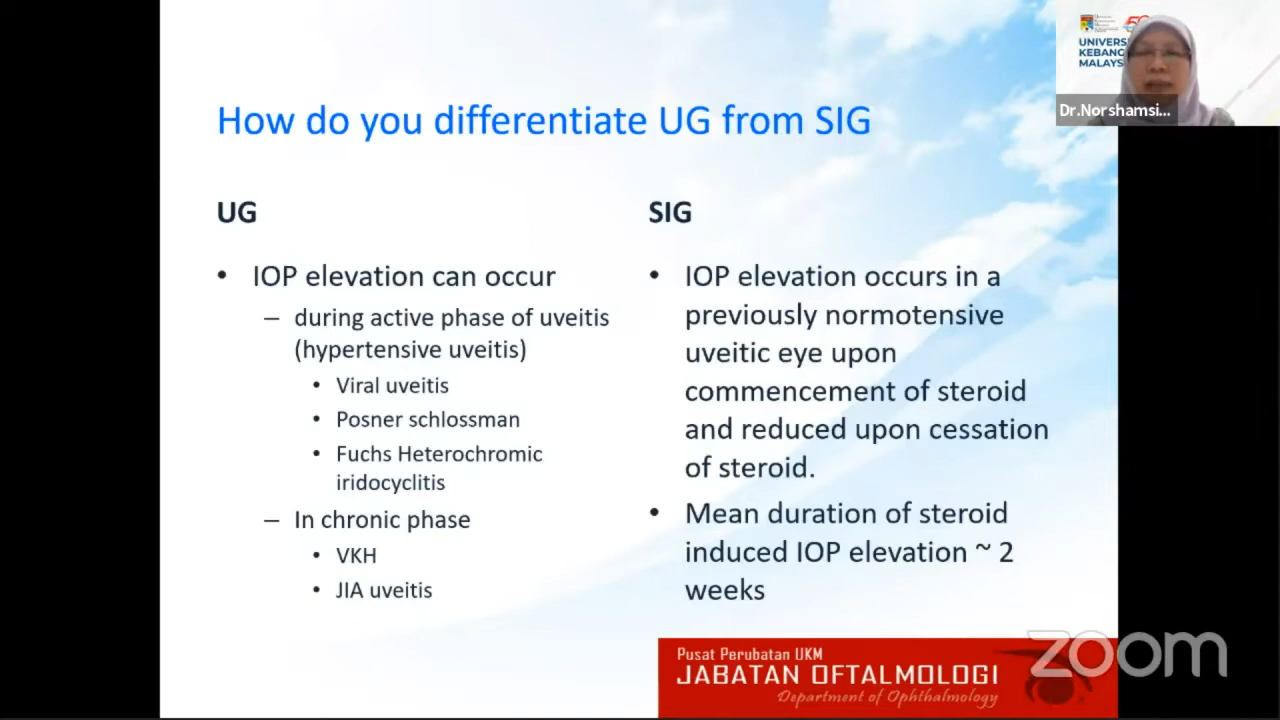 How do you differentiate UG from SIG
UG
• IOP elevation can occur
– during active phase of uveitis
(hypertensive uveitis)
• Viral uveitis
• Posner schlossman
• Fuchs Heterochromic
iridocyclitis
– In chronic phase
• VKH
• JIA uveitis
SIG
• IOP elevation occurs in a
previously normotensive
uveitic eye upon
commencement of steroid
and reduced upon cessation
of steroid.
• Mean duration of steroid
induced IOP elevation ~ 2
weeks
Dr.Norshamsi...
KEBANG
MALAYS
Pusat Perubatan UKM
JABATAN OFTALMOLOGI
Department of Ophthalmology
zoom